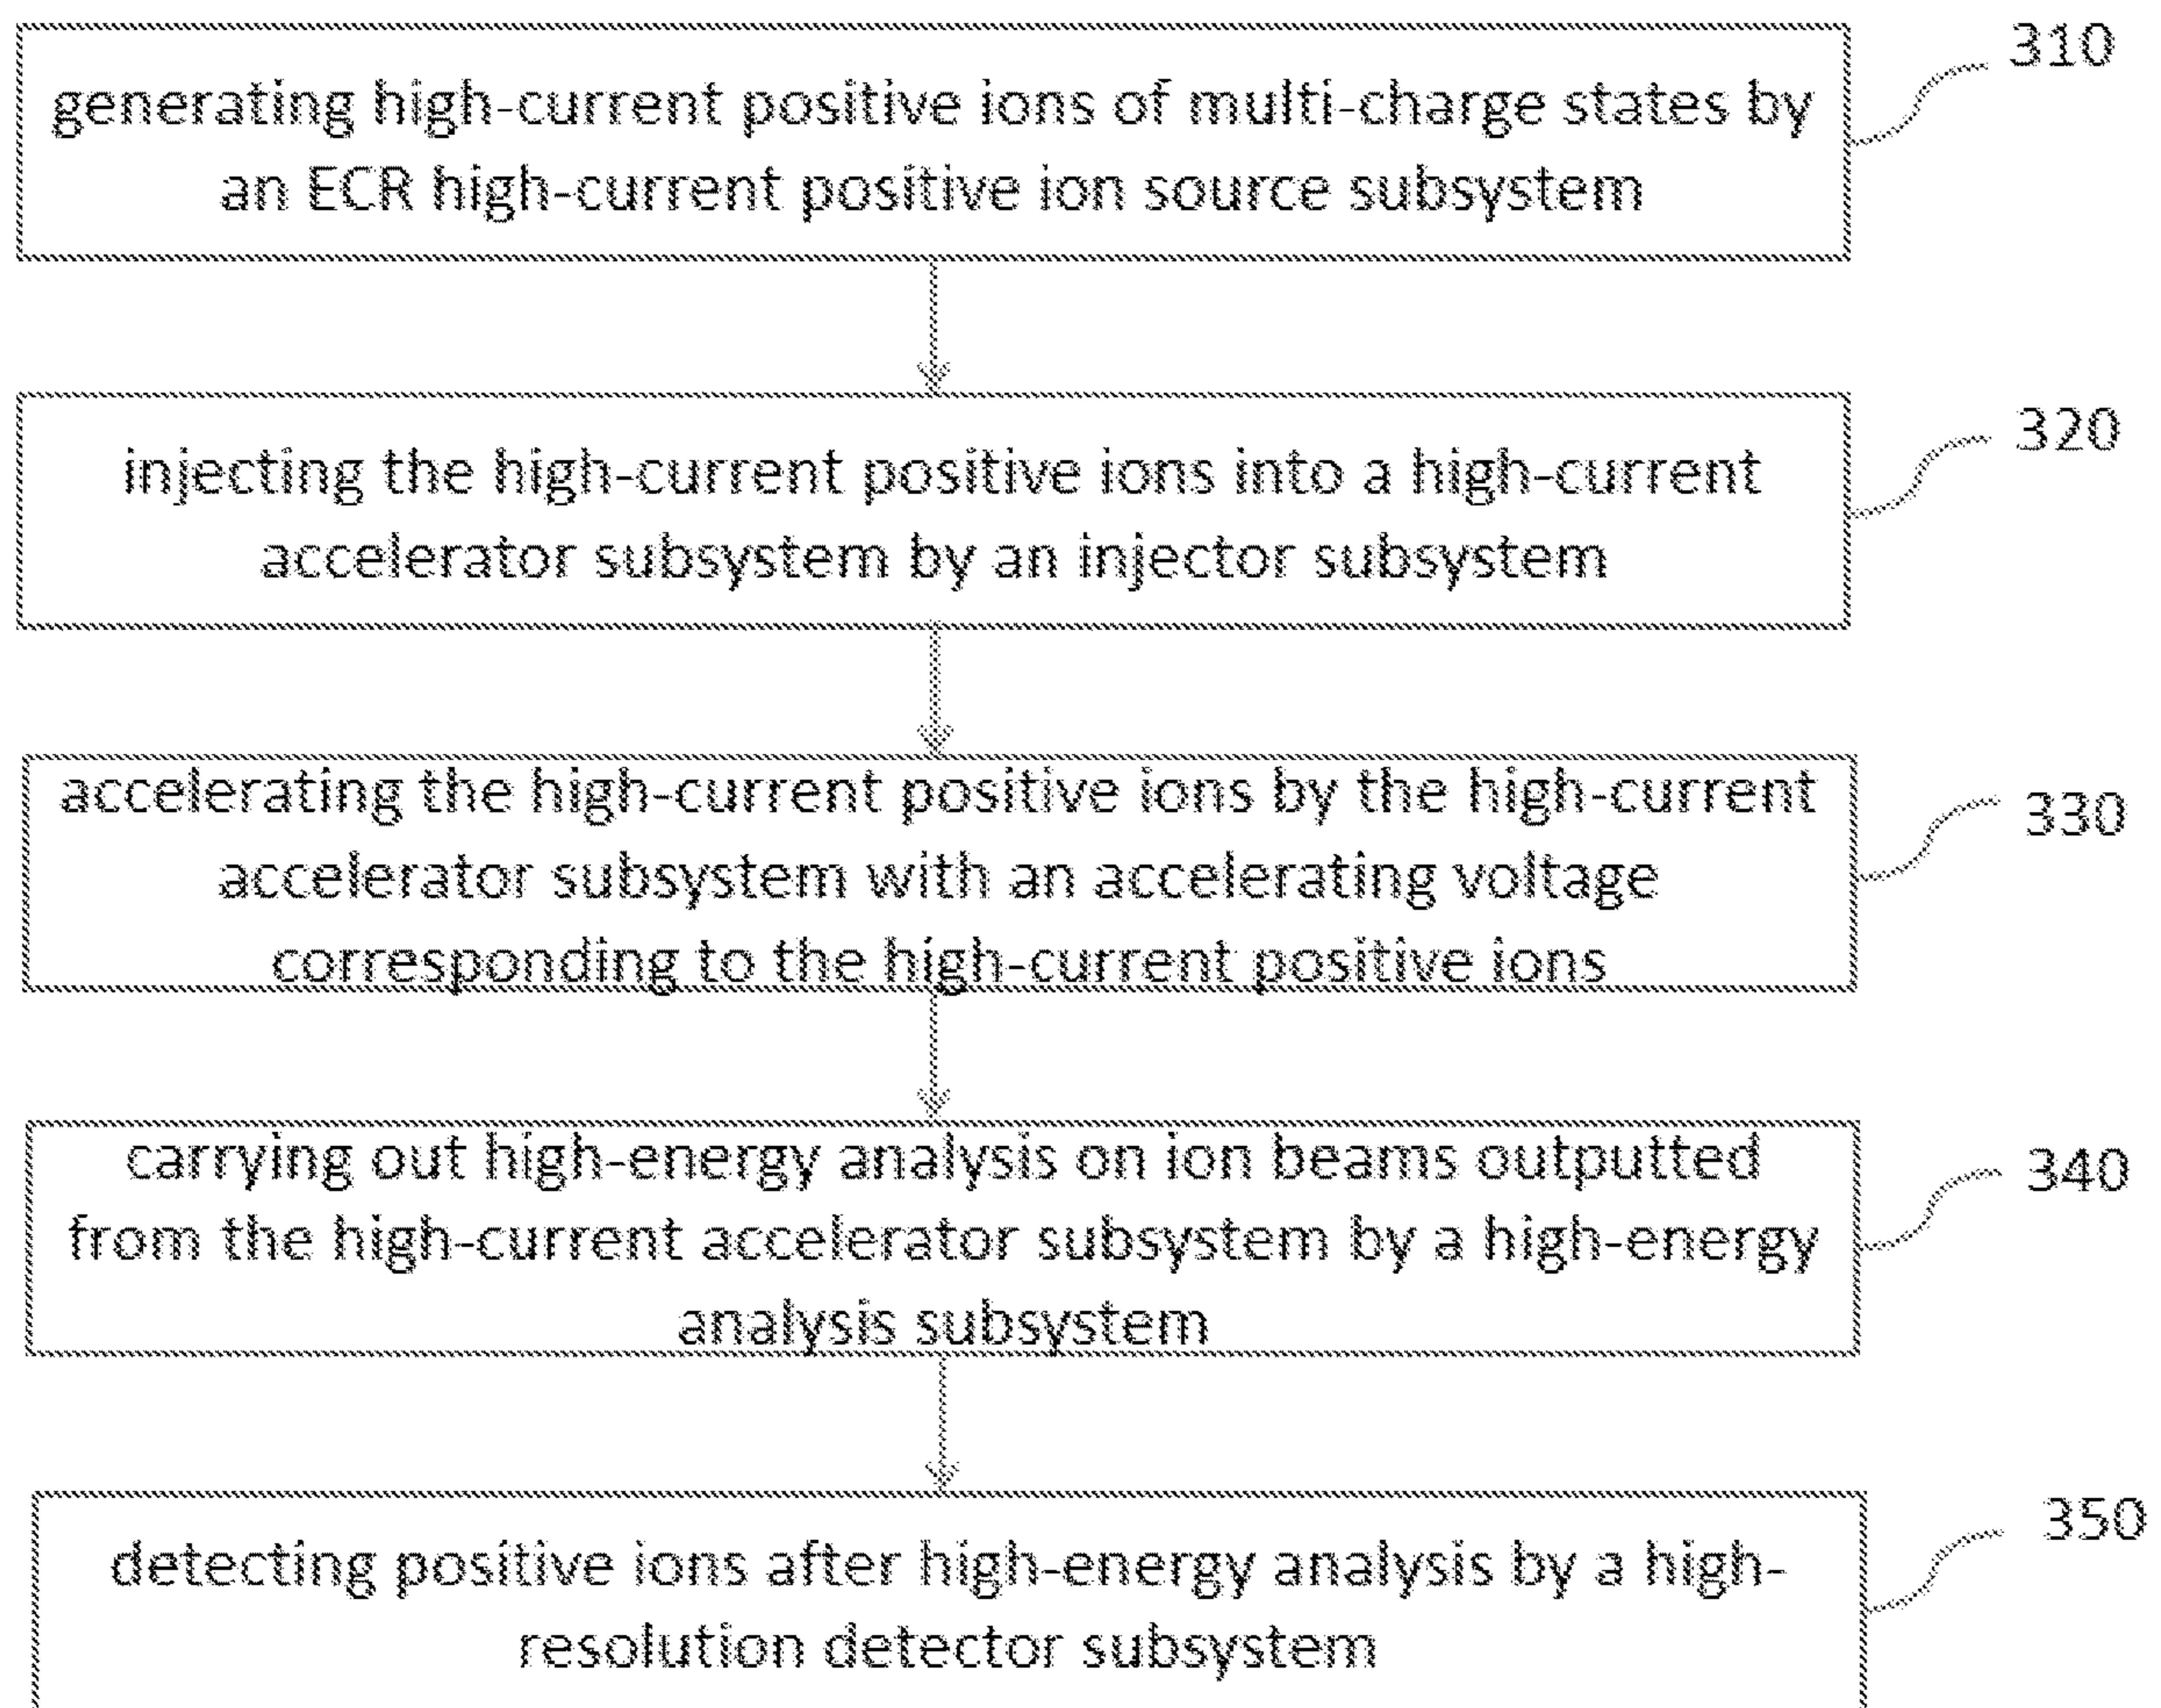 generating high-current positive ions of multi-charge states by
an ECR high-current positive ion source subsystem
310
injecting the high-current positive ions into a high-current
accelerator subsystem by an injector subsystem
320
accelerating the high-current positive ions by the high-current
accelerator subsystem with an accelerating voltage
corresponding to the high-current positive ions
330
carrying out high-energy analysis on ion beams outputted
from the high-current accelerator subsystem by a high-energy
analysis subsystem
340
detecting positive ions after high-energy analysis by a high-
resolution detector subsystem
350